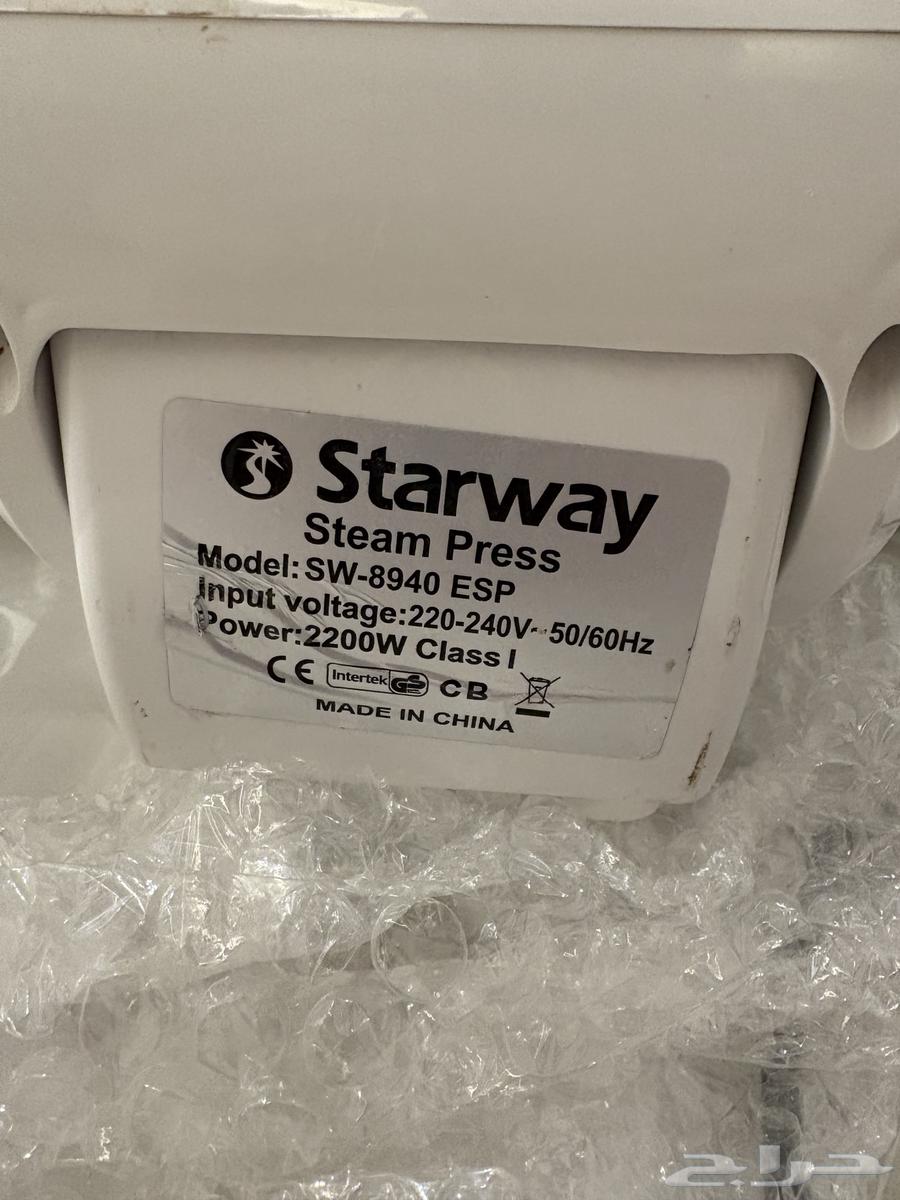 Starway
Steam Press
Model: SW-8940 ESP
Input voltage:220-240V~ 50/60Hz
Power:2200W Class I
CE Intertek GS CB
MADE IN CHINA
حراج